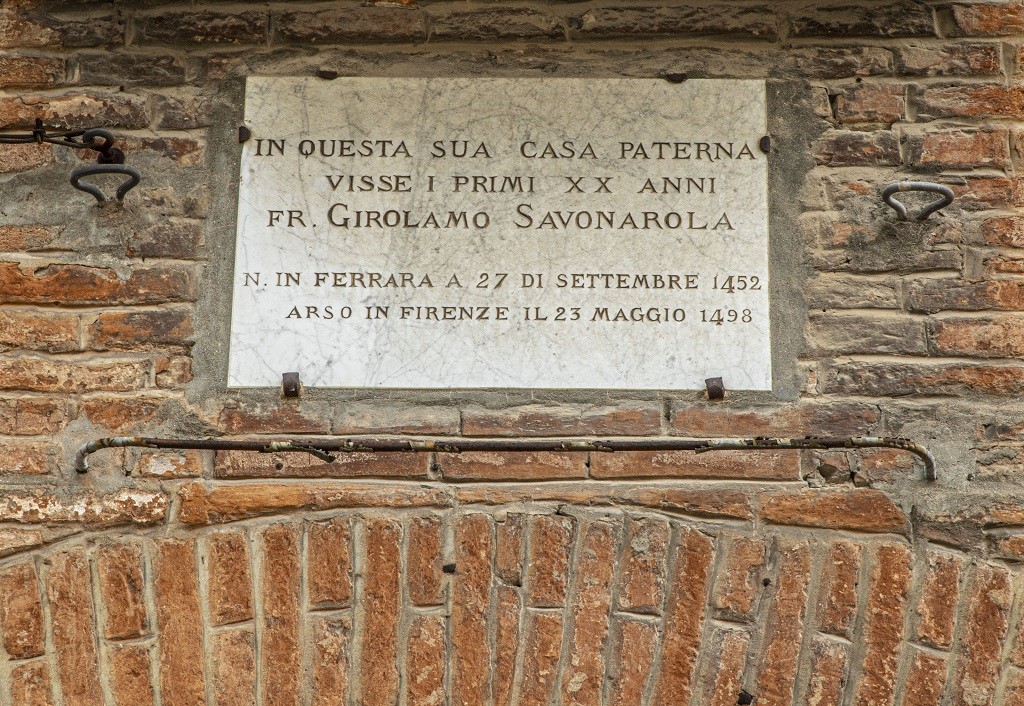 IN QUESTA SUA CASA PATERNA
VISSE I PRIMI XX ANNI
FR. GIROLAMO SAVONAROLA
N. IN FERRARA A 27 DI SETTEMBRE 1452
ARSO IN FIRENZE IL 23 MAGGIO 1498